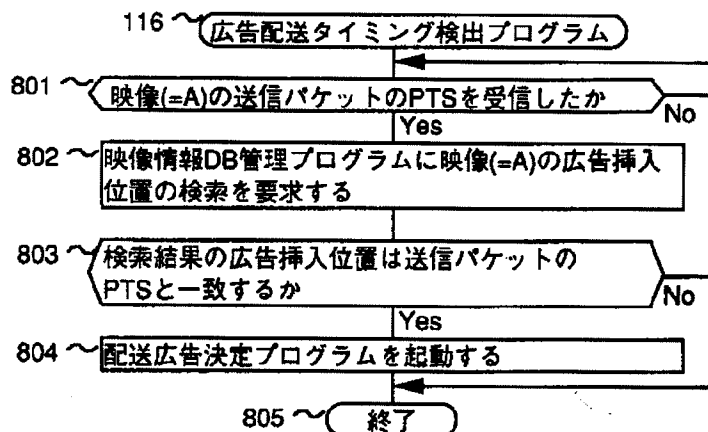 116 広告配送タイミング検出プログラム
801 映像(=A)の送信パケットのPTSを受信したか
No
Yes
802 映像情報DB管理プログラムに映像(=A)の広告挿入
位置の検索を要求する
803 検索結果の広告挿入位置は送信パケットの
PTSと一致するか
No
Yes
804 配送広告決定プログラムを起動する
805 終了